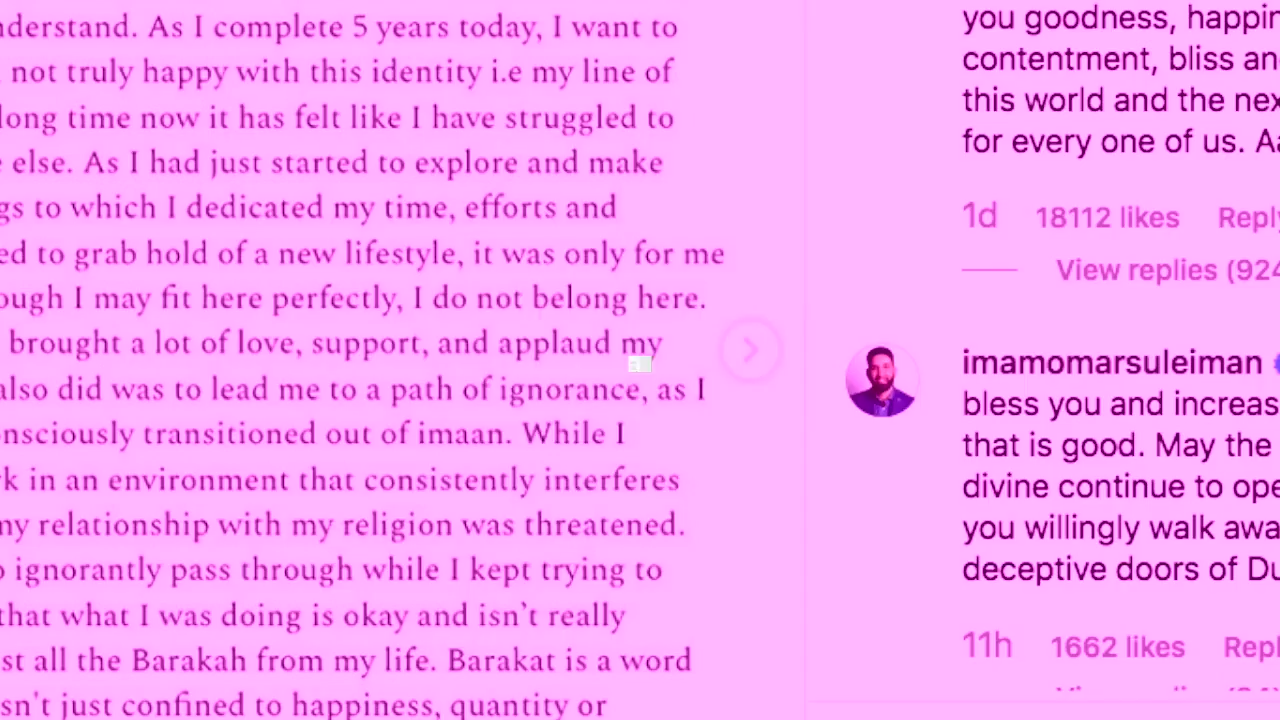 nderstand. As I complete 5 years today, I want to
not truly happy with this identity i.e my line of
long time now it has felt like I have struggled to
else. As I had just started to explore and make
gs to which I dedicated my time, efforts and
ed to grab hold of a new lifestyle, it was only for me
ough I may fit here perfectly, I do not belong here.
brought a lot of love, support, and applaud my
also did was to lead me to a path of ignorance, as I
onsciously transitioned out of imaan. While I
k in an environment that consistently interferes
my relationship with my religion was threatened.
o ignorantly pass through while I kept trying to
that what I was doing is okay and isn't really
st all the Barakah from my life. Barakat is a word
sn't just confined to happiness, quantity or
you goodness, happin
contentment, bliss an
this world and the nex
for every one of us. Aa
1d 18112 likes Reply
View replies (924
imamomarsuleiman
bless you and increas
that is good. May the
divine continue to ope
you willingly walk awa
deceptive doors of Du
11h 1662 likes Repl